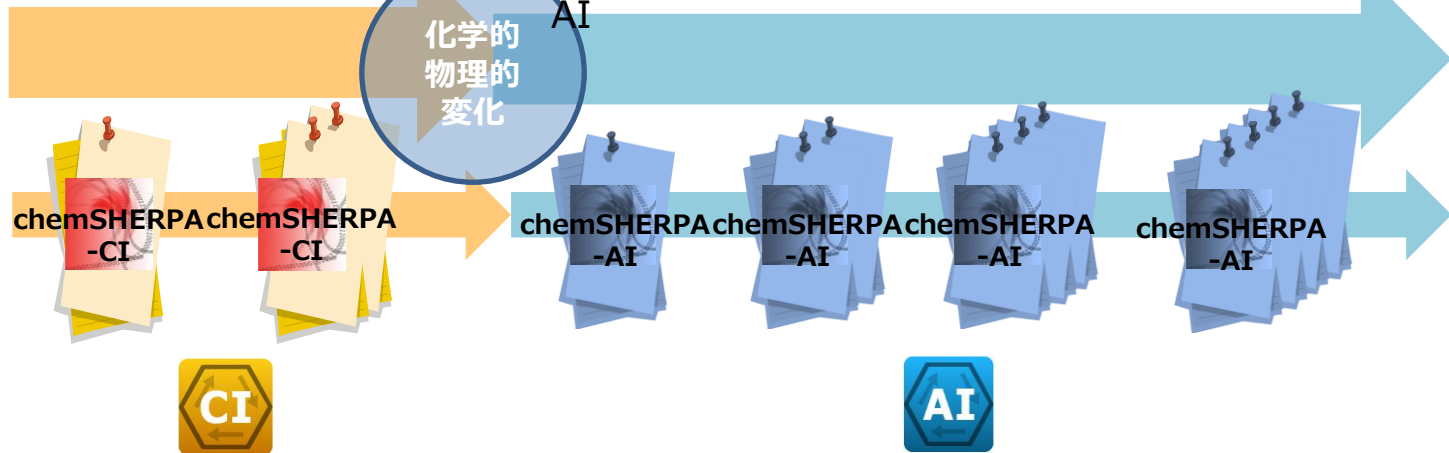 AI
化学的
物理的
変化
chemSHERPA
-CI
chemSHERPA
-CI
chemSHERPA
-AI
chemSHERPA
-AI
chemSHERPA
-AI
chemSHERPA
-AI
CI
AI